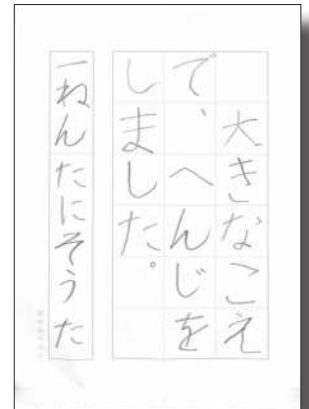 大きなこえ
で、へんじを
しました。
一ねんたにそうた